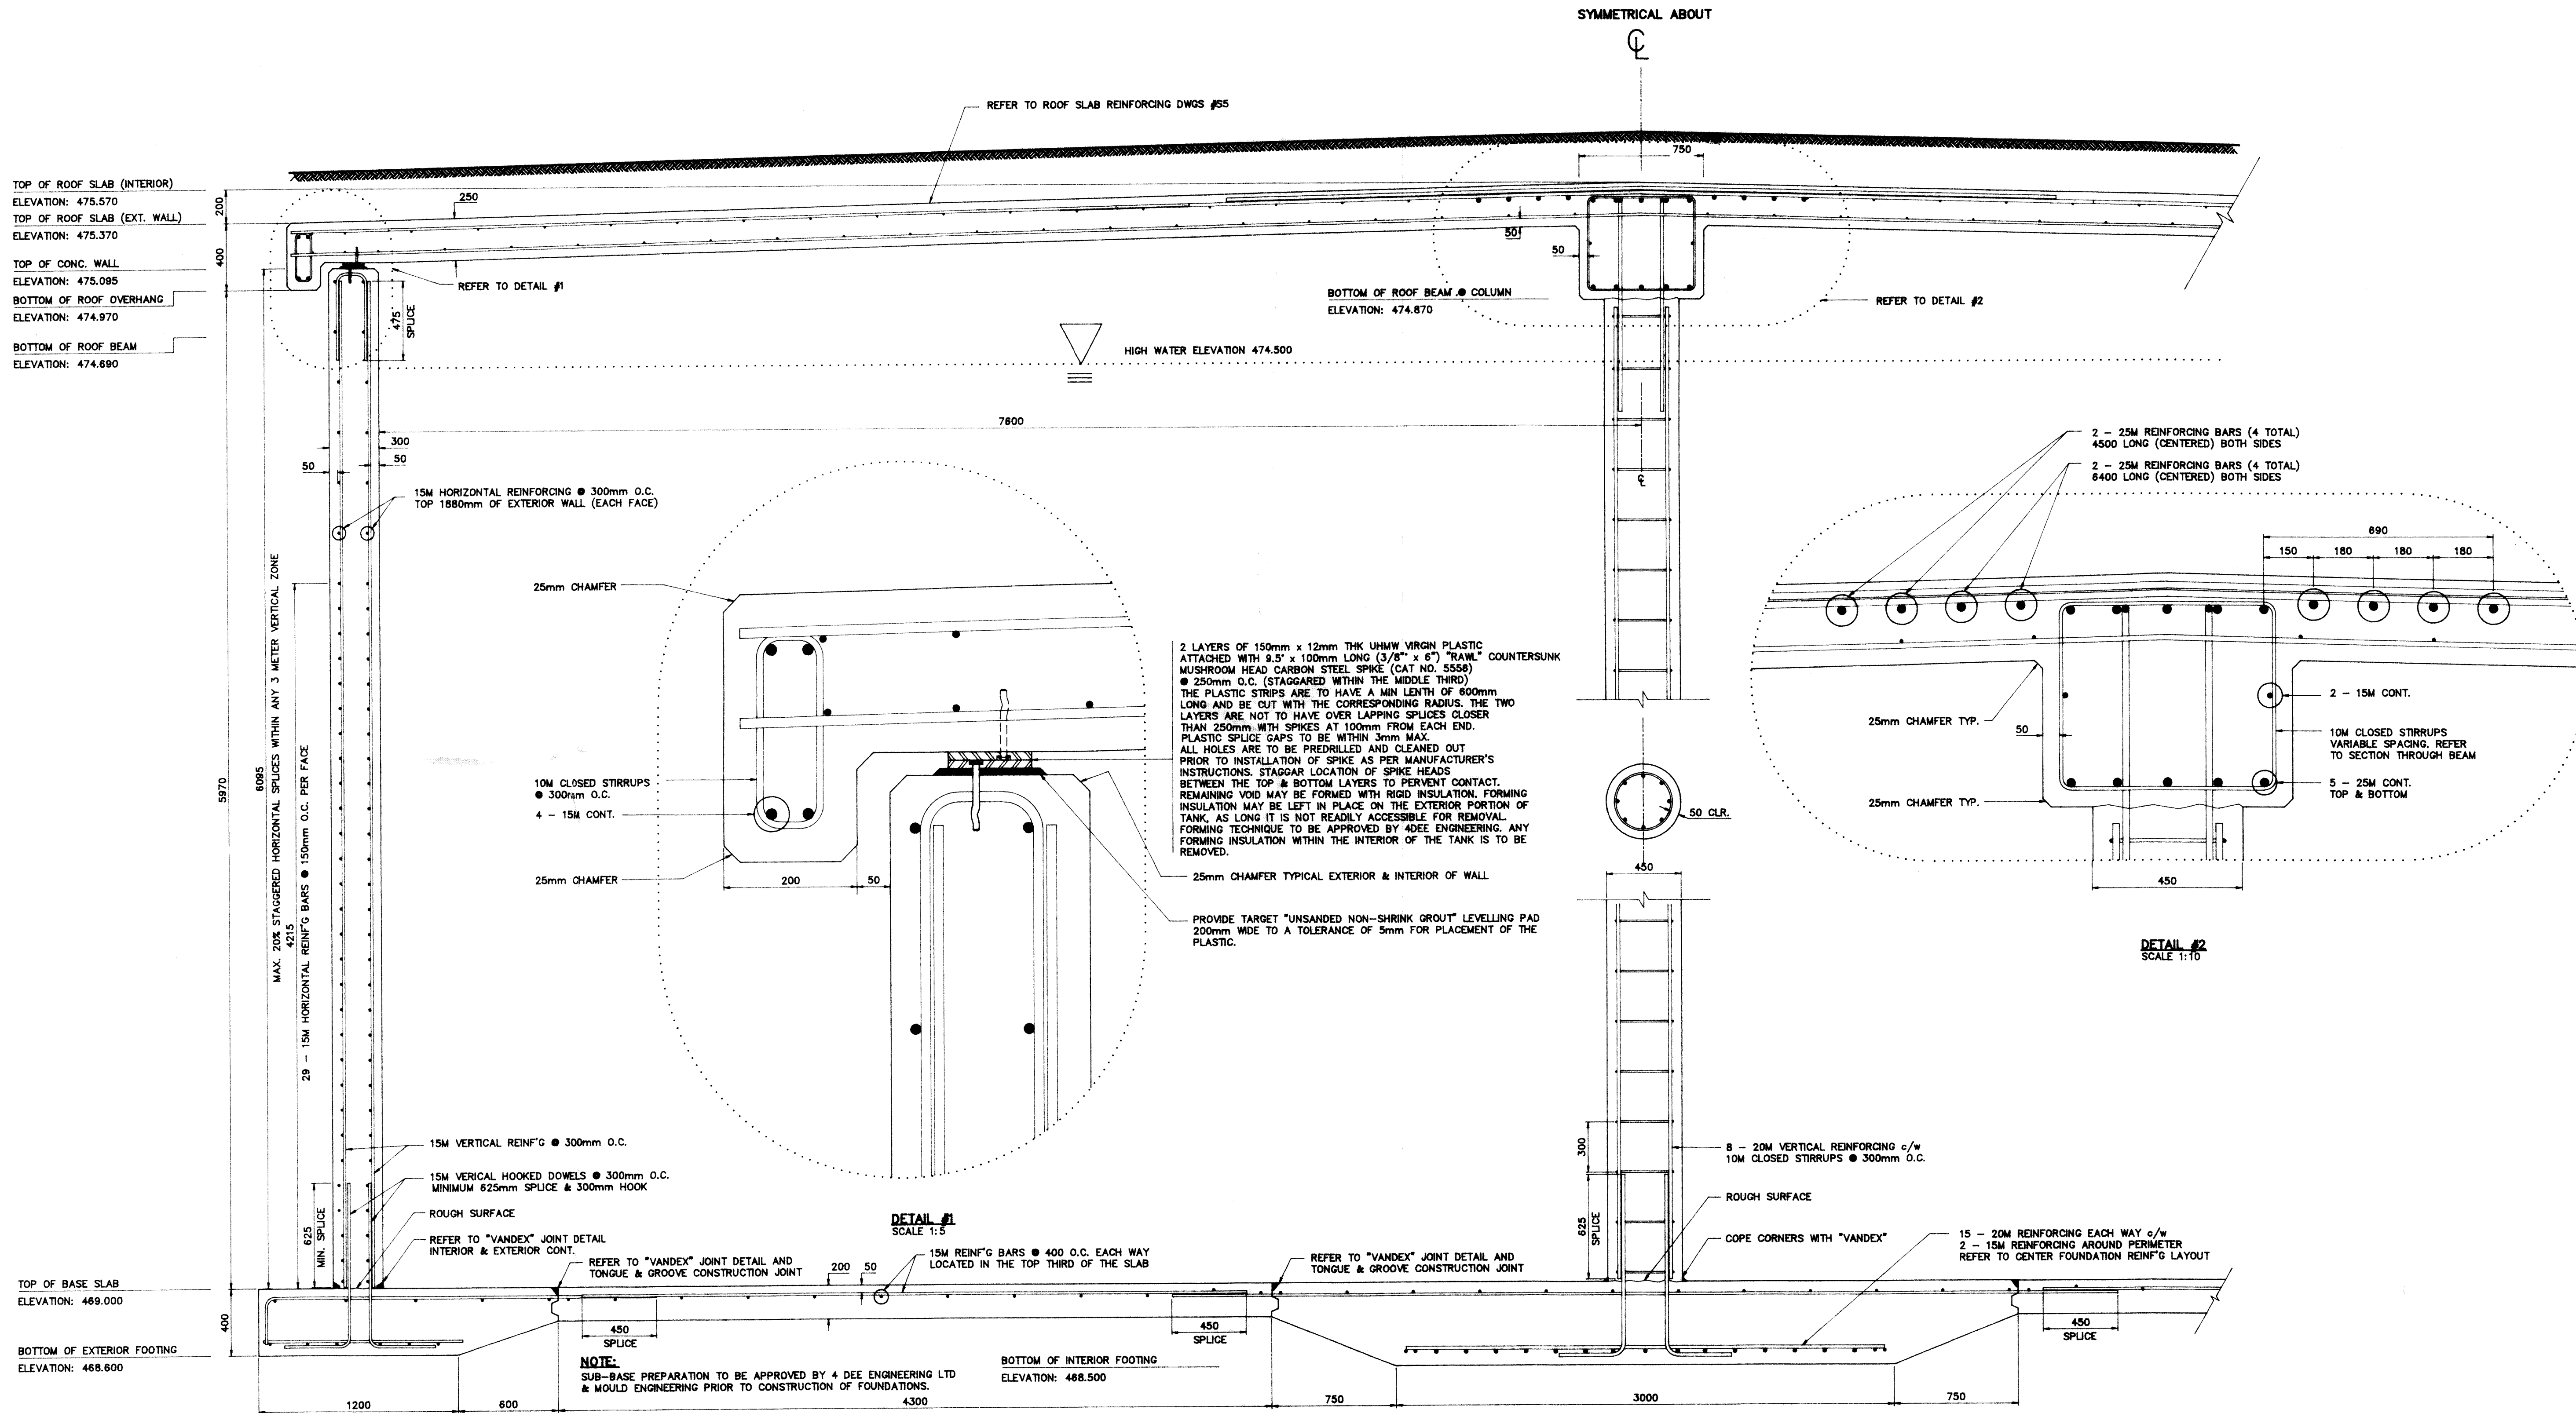 SYMMETRICAL ABOUT
REFER TO ROOF SLAB REINFORCING DWGS #S5
TOP OF ROOF SLAB (INTERIOR)
ELEVATION: 475.570
TOP OF ROOF SLAB (EXT. WALL)
ELEVATION: 475.370
TOP OF CONC. WALL
ELEVATION: 475.095
BOTTOM OF ROOF OVERHANG
ELEVATION: 474.970
BOTTOM OF ROOF BEAM
ELEVATION: 474.690
200
400
250
750
50
50
REFER TO DETAIL #1
475
SPLICE
BOTTOM OF ROOF BEAM @ COLUMN
ELEVATION: 474.870
REFER TO DETAIL #2
HIGH WATER ELEVATION 474.500
7600
300
50
50
15M HORIZONTAL REINFORCING @ 300mm O.C.
TOP 1880mm OF EXTERIOR WALL (EACH FACE)
5970
6095
MAX. 20% STAGGERED HORIZONTAL SPLICES WITHIN ANY 3 METER VERTICAL ZONE
4215
29 - 15M HORIZONTAL REINF'G BARS @ 150mm O.C. PER FACE
25mm CHAMFER
10M CLOSED STIRRUPS
@ 300mm O.C.
4 - 15M CONT.
25mm CHAMFER
200
50
2 LAYERS OF 150mm x 12mm THK UHMW VIRGIN PLASTIC
ATTACHED WITH 9.5" x 100mm LONG (3/8"" x 6") "RAWL" COUNTERSUNK
MUSHROOM HEAD CARBON STEEL SPIKE (CAT NO. 5556)
@ 250mm O.C. (STAGGARED WITHIN THE MIDDLE THIRD)
THE PLASTIC STRIPS ARE TO HAVE A MIN LENTH OF 600mm
LONG AND BE CUT WITH THE CORRESPONDING RADIUS. THE TWO
LAYERS ARE NOT TO HAVE OVER LAPPING SPLICES CLOSER
THAN 250mm WITH SPIKES AT 100mm FROM EACH END.
PLASTIC SPLICE GAPS TO BE WITHIN 3mm MAX.
ALL HOLES ARE TO BE PREDRILLED AND CLEANED OUT
PRIOR TO INSTALLATION OF SPIKE AS PER MANUFACTURER'S
INSTRUCTIONS. STAGGAR LOCATION OF SPIKE HEADS
BETWEEN THE TOP & BOTTOM LAYERS TO PERVENT CONTACT.
REMAINING VOID MAY BE FORMED WITH RIGID INSULATION. FORMING
INSULATION MAY BE LEFT IN PLACE ON THE EXTERIOR PORTION OF
TANK, AS LONG IT IS NOT READILY ACCESSIBLE FOR REMOVAL.
FORMING TECHNIQUE TO BE APPROVED BY 4DEE ENGINEERING. ANY
FORMING INSULATION WITHIN THE INTERIOR OF THE TANK IS TO BE
REMOVED.
25mm CHAMFER TYPICAL EXTERIOR & INTERIOR OF WALL
PROVIDE TARGET "UNSANDED NON-SHRINK GROUT" LEVELLING PAD
200mm WIDE TO A TOLERANCE OF 5mm FOR PLACEMENT OF THE
PLASTIC.
DETAIL #1
SCALE 1:5
50 CLR.
450
2 - 25M REINFORCING BARS (4 TOTAL)
4500 LONG (CENTERED) BOTH SIDES
2 - 25M REINFORCING BARS (4 TOTAL)
6400 LONG (CENTERED) BOTH SIDES
690
150 180 180 180
25mm CHAMFER TYP.
50
25mm CHAMFER TYP.
2 - 15M CONT.
10M CLOSED STIRRUPS
VARIABLE SPACING. REFER
TO SECTION THROUGH BEAM
5 - 25M CONT.
TOP & BOTTOM
450
DETAIL #2
SCALE 1:10
15M VERTICAL REINF'G @ 300mm O.C.
15M VERICAL HOOKED DOWELS @ 300mm O.C.
MINIMUM 625mm SPLICE & 300mm HOOK
ROUGH SURFACE
REFER TO "VANDEX" JOINT DETAIL
INTERIOR & EXTERIOR CONT.
625
MIN. SPLICE
REFER TO "VANDEX" JOINT DETAIL AND
TONGUE & GROOVE CONSTRUCTION JOINT
200
50
15M REINF'G BARS @ 400 O.C. EACH WAY
LOCATED IN THE TOP THIRD OF THE SLAB
REFER TO "VANDEX" JOINT DETAIL AND
TONGUE & GROOVE CONSTRUCTION JOINT
300
625
SPLICE
8 - 20M VERTICAL REINFORCING c/w
10M CLOSED STIRRUPS @ 300mm O.C.
ROUGH SURFACE
COPE CORNERS WITH "VANDEX"
15 - 20M REINFORCING EACH WAY c/w
2 - 15M REINFORCING AROUND PERIMETER
REFER TO CENTER FOUNDATION REINF'G LAYOUT
TOP OF BASE SLAB
ELEVATION: 469.000
400
BOTTOM OF EXTERIOR FOOTING
ELEVATION: 468.600
450
SPLICE
450
SPLICE
450
SPLICE
NOTE:
SUB-BASE PREPARATION TO BE APPROVED BY 4 DEE ENGINEERING LTD
& MOULD ENGINEERING PRIOR TO CONSTRUCTION OF FOUNDATIONS.
BOTTOM OF INTERIOR FOOTING
ELEVATION: 468.500
1200 600 4300 750 3000 750